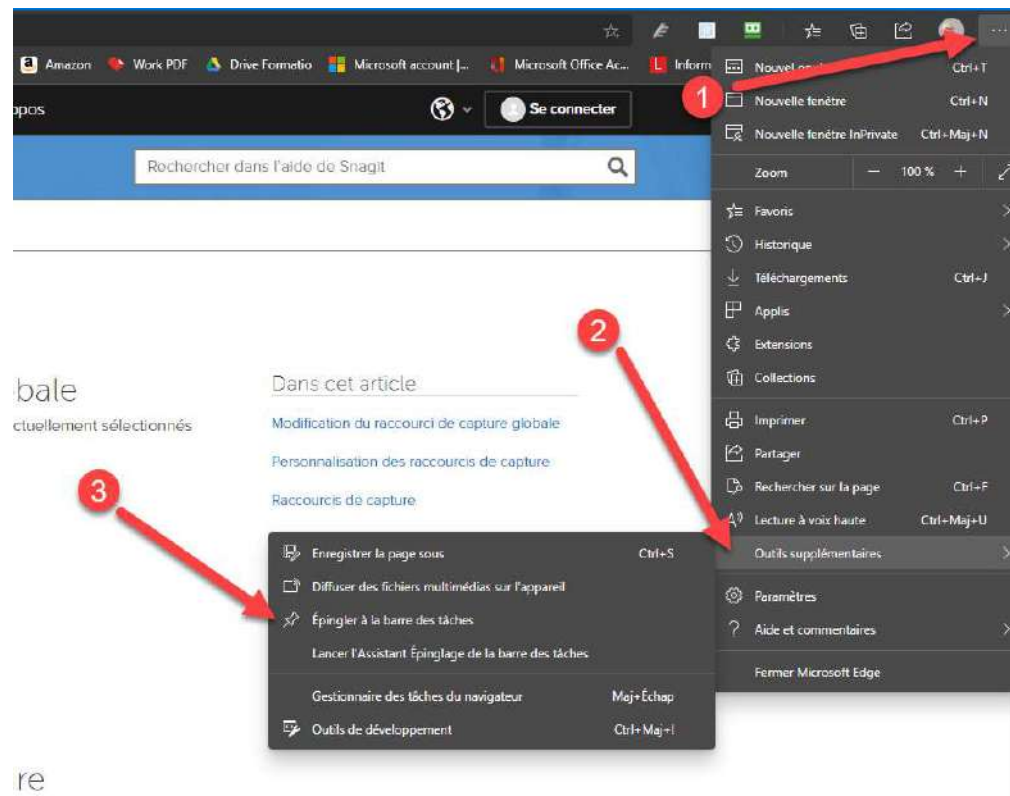 Amazon Work PDF Drive Formatio Microsoft account |... Microsoft Office Ac... L Inform
opos
Se connecter
Rechercher dans l'aide de Snagit
1
Ctrl+T
Nouvelle fenêtre Ctrl+N
Nouvelle fenêtre InPrivate Ctrl+Maj+N
Zoom — 100 % +
Favoris
Historique
Téléchargements Ctrl+J
Applis
Extensions
Collections
Imprimer Ctrl+P
Partager
Rechercher sur la page Ctrl+F
Lecture à voix haute Ctrl+Maj+U
Outils supplémentaires
Paramètres
Aide et commentaires
Fermer Microsoft Edge
2
bale
ctuellement sélectionnés
Dans cet article
Modification du raccourci de capture globale
Personnalisation des raccourcis de capture
Raccourcis de capture
3
Enregistrer la page sous Ctrl+S
Diffuser des fichiers multimédias sur l'appareil
Épingler à la barre des tâches
Lancer l'Assistant Épinglage de la barre des tâches
Gestionnaire des tâches du navigateur Maj+Échap
Outils de développement Ctrl+Maj+I
re